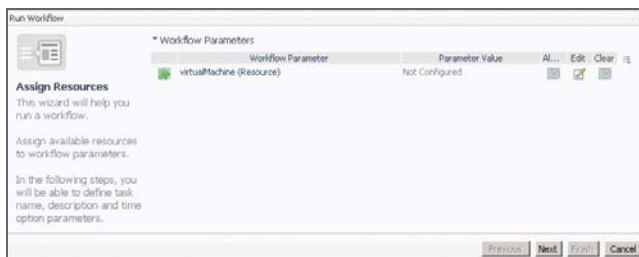 Run Workflow
* Workflow Parameters
Workflow Parameter Parameter Value Al... Edit Clear
virtualMachine (Resource) Not Configured
Assign Resources
This wizard will help you
run a workflow.
Assign available resources
to workflow parameters.
In the following steps, you
will be able to define task
name, description and time
option parameters.
Previous Next Finish Cancel